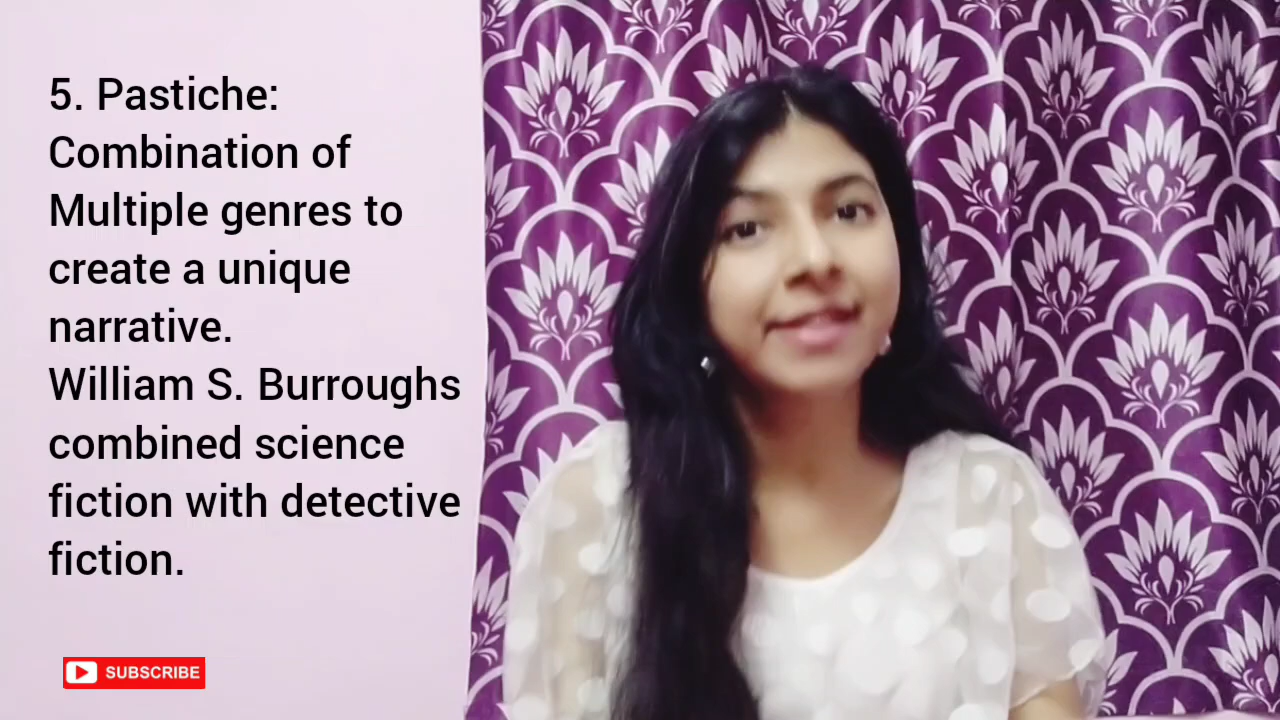 5. Pastiche:
Combination of
Multiple genres to
create a unique
narrative.
William S. Burroughs
combined science
fiction with detective
fiction.
SUBSCRIBE